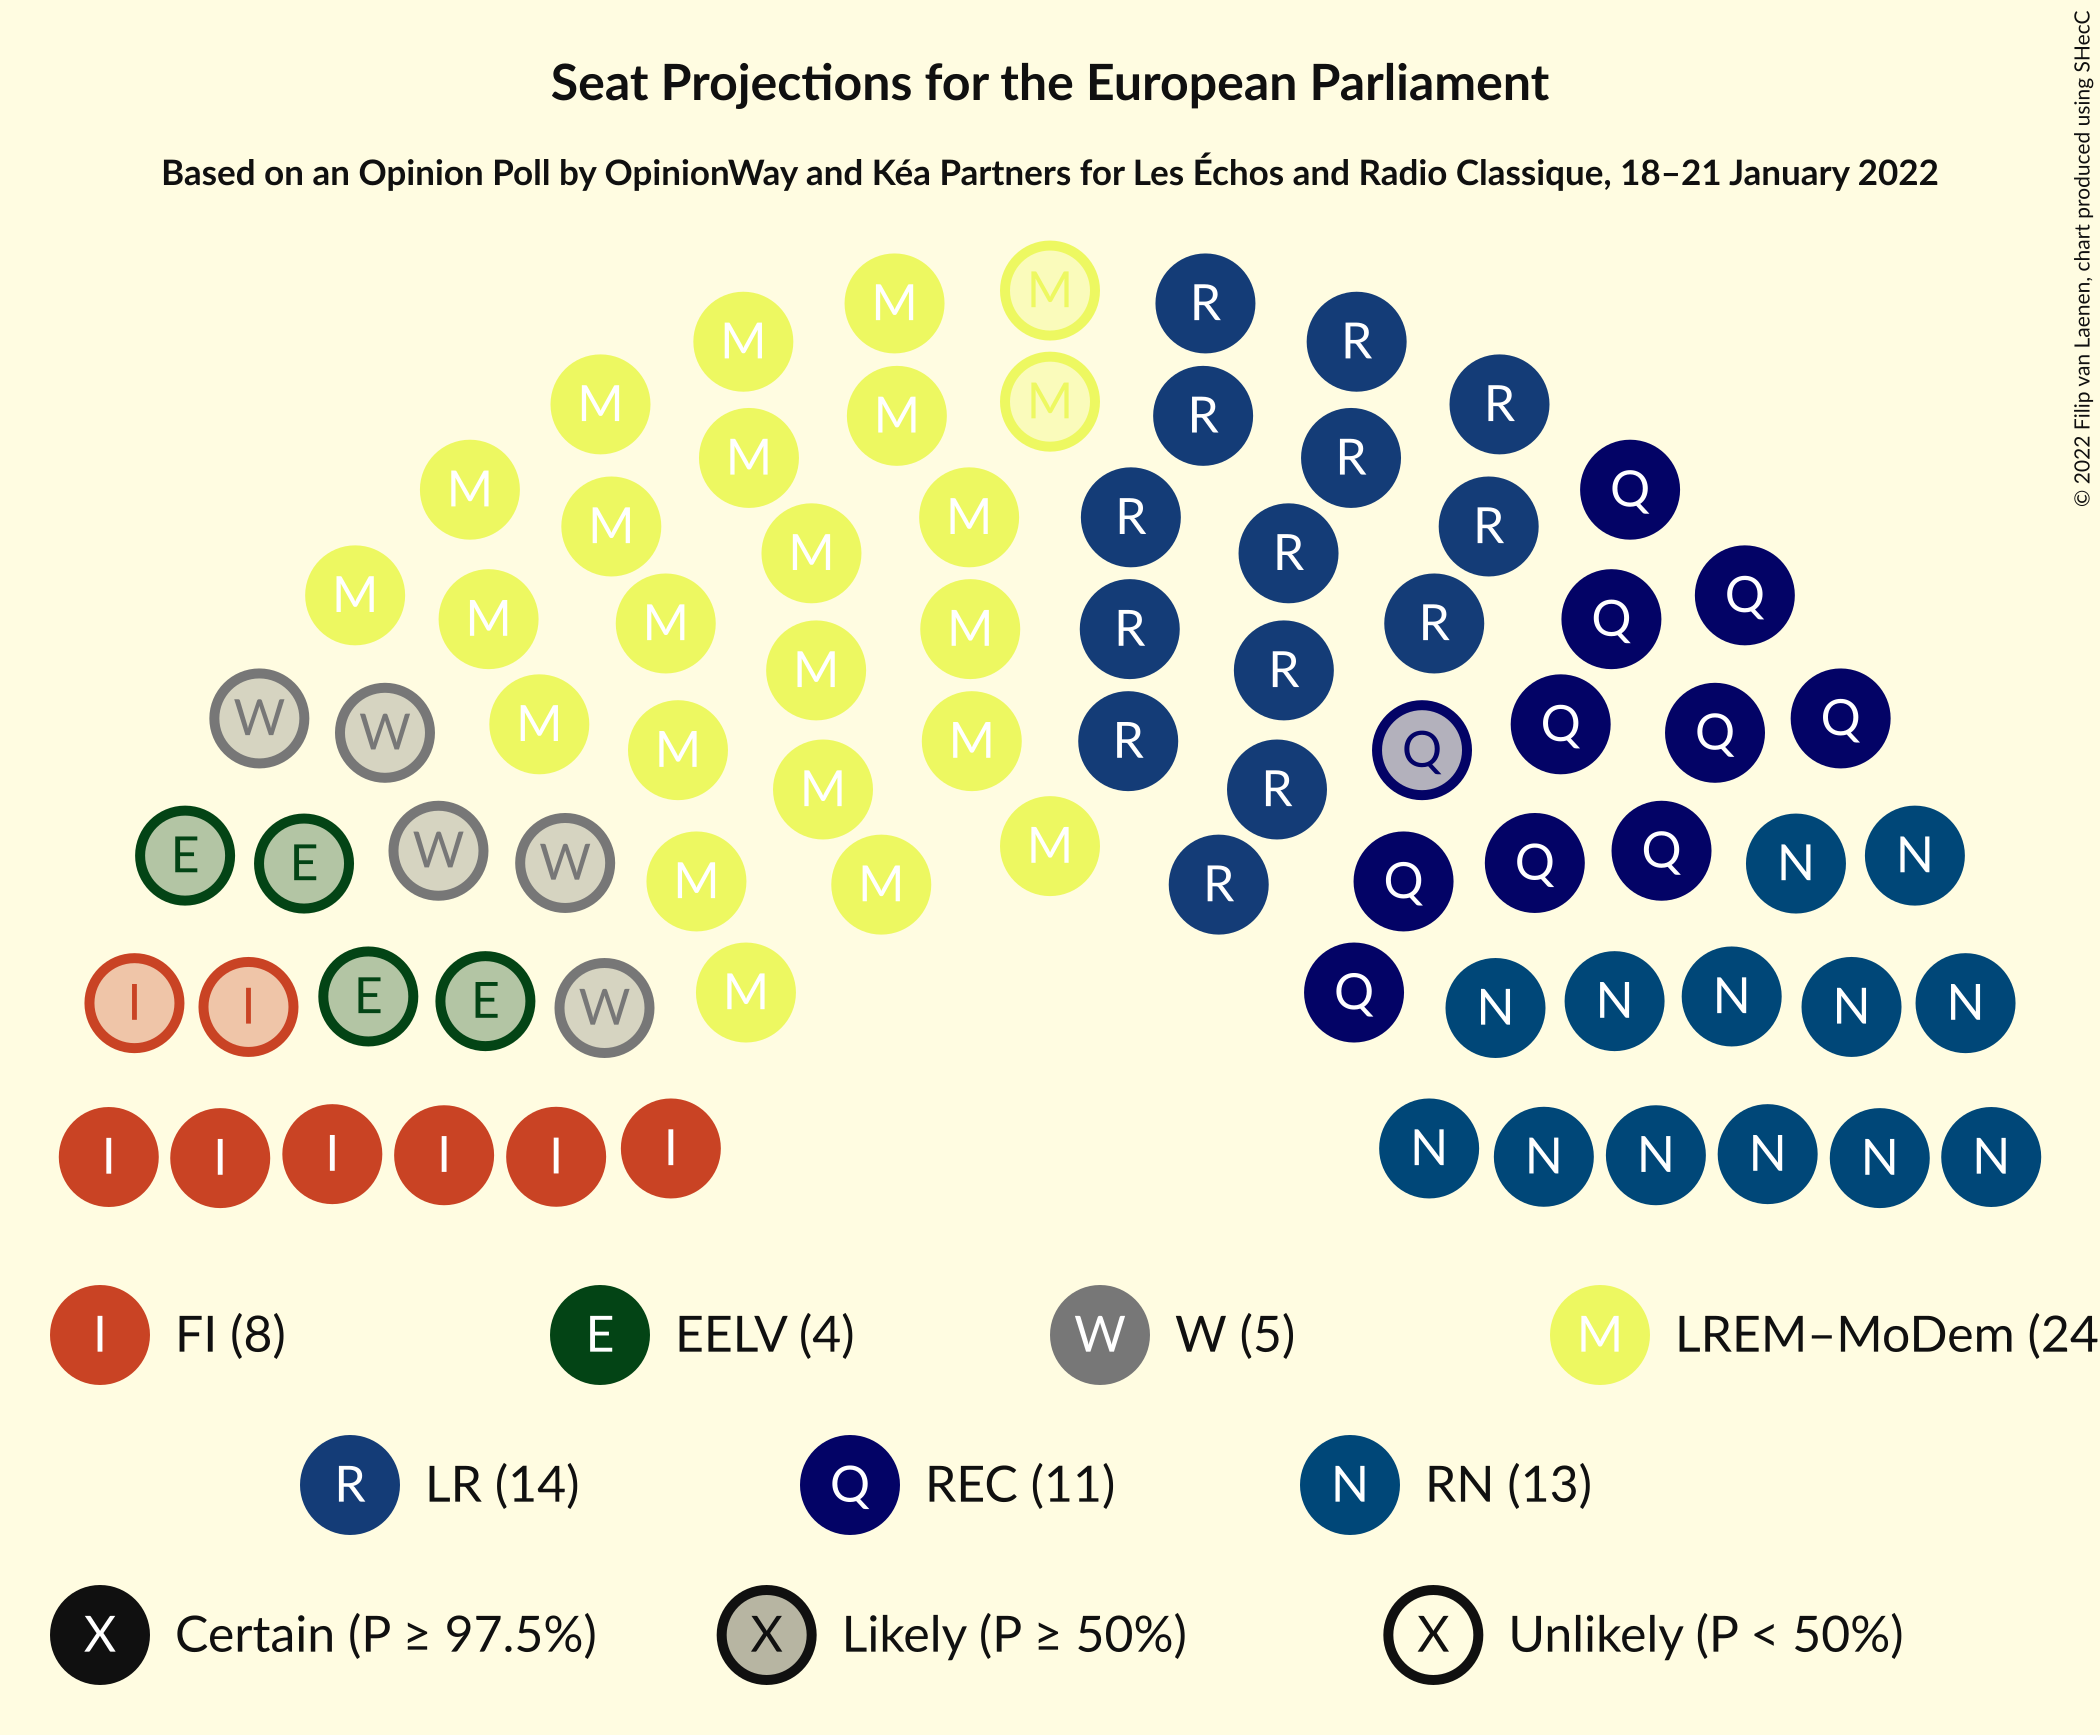 Seat Projections for the European Parliament
Based on an Opinion Poll by OpinionWay and Kéa Partners for Les Échos and Radio Classique, 18–21 January 2022
© 2022 Filip van Laenen, chart produced using SHecC
M
M M R R
M M R R
M M M R R R
M M M R R Q
M M R R
M M M R R R Q
M M M M R R Q Q
W W M M M R Q Q Q Q
E E W W M M M M R R Q Q Q N N
I I E E W M Q N N N N N
I I I I I I N N N N N N
I FI (8) E EELV (4) W W (5) M LREM–MoDem (24
R LR (14) Q REC (11) N RN (13)
X Certain (P ≥ 97.5%) X Likely (P ≥ 50%) X Unlikely (P < 50%)